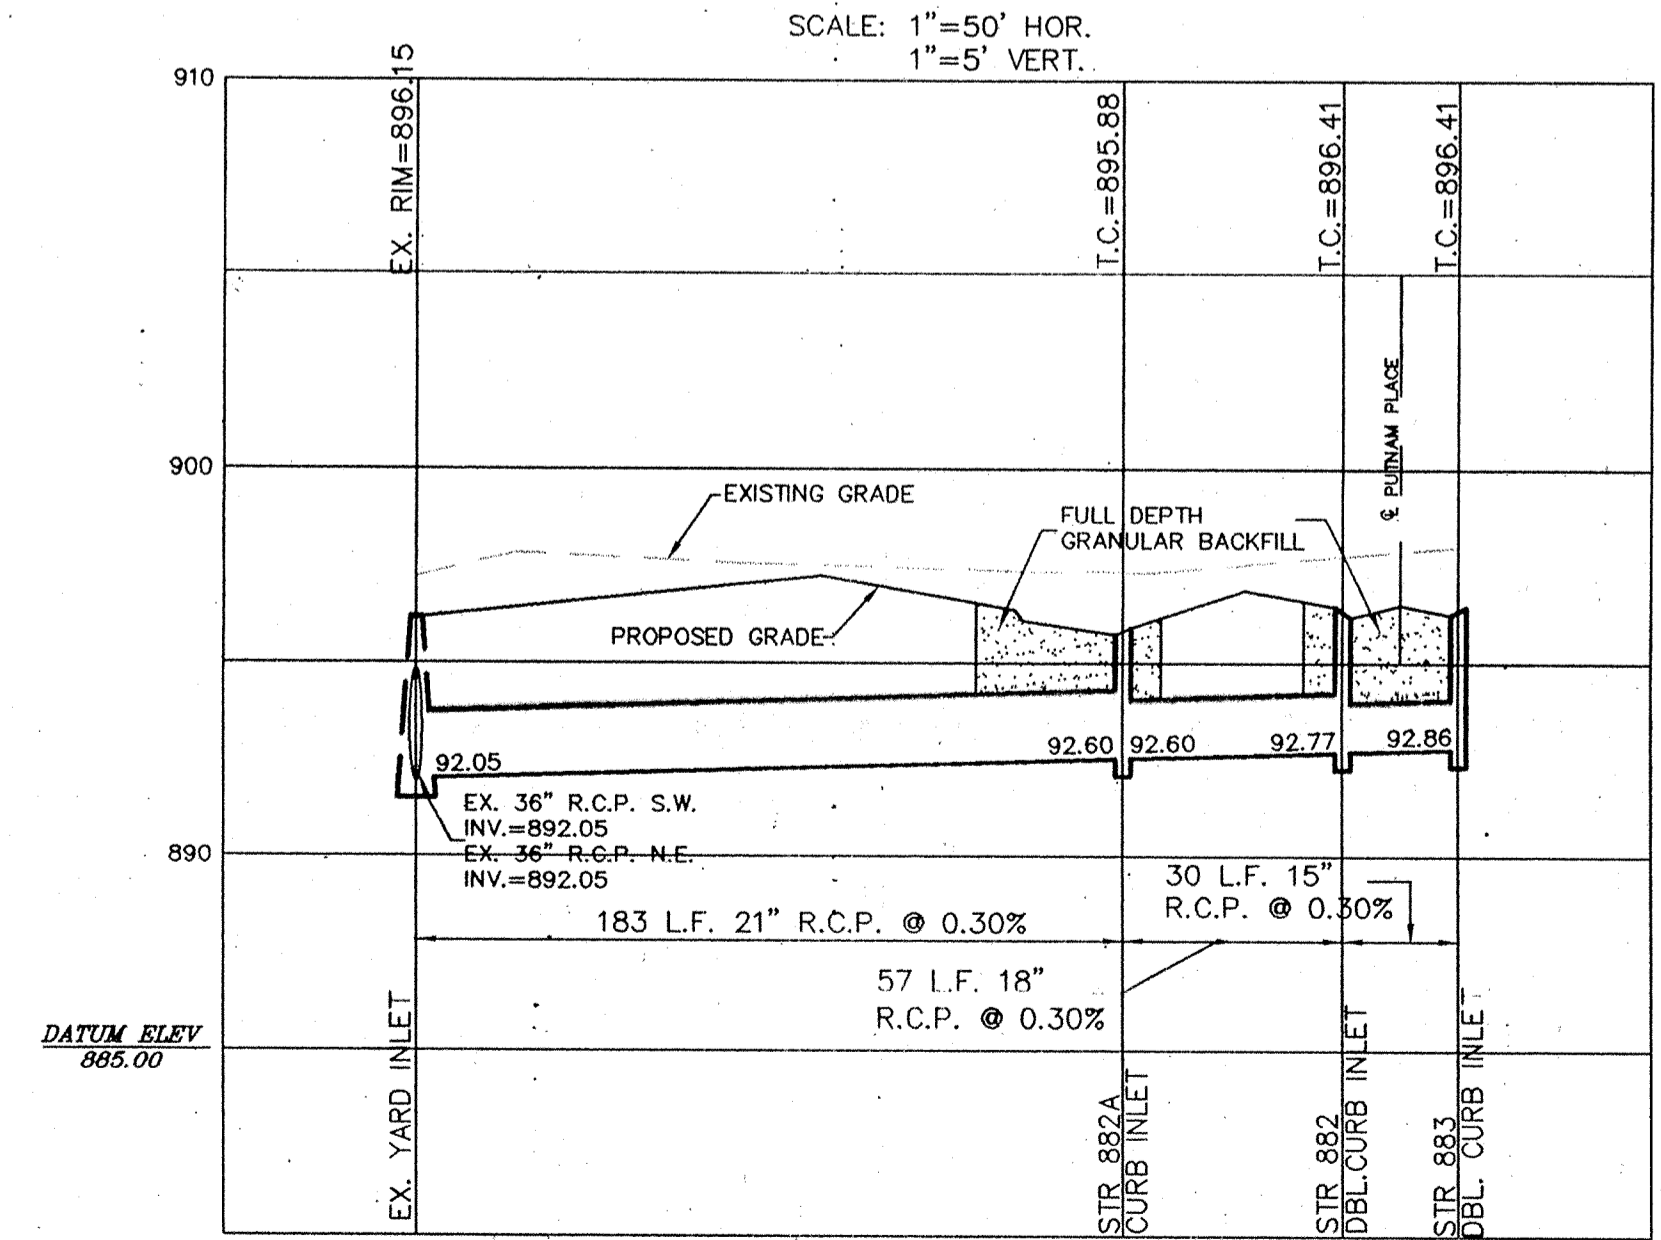 SCALE: 1"=50' HOR.
1"=5' VERT.
910
EX. RIM=896.15
T.C.=895.88
T.C.=896.41
T.C.=896.41
℄ PUTNAM PLACE
900
EXISTING GRADE
FULL DEPTH
GRANULAR BACKFILL
PROPOSED GRADE
92.05
92.60
92.60
92.77
92.86
EX. 36" R.C.P. S.W.
INV.=892.05
EX. 36" R.C.P. N.E.
INV.=892.05
890
30 L.F. 15"
R.C.P. @ 0.30%
183 L.F. 21" R.C.P. @ 0.30%
57 L.F. 18"
R.C.P. @ 0.30%
DATUM ELEV
885.00
EX. YARD INLET
STR 882A
CURB INLET
STR 882
DBL.CURB INLET
STR 883
DBL. CURB INLET